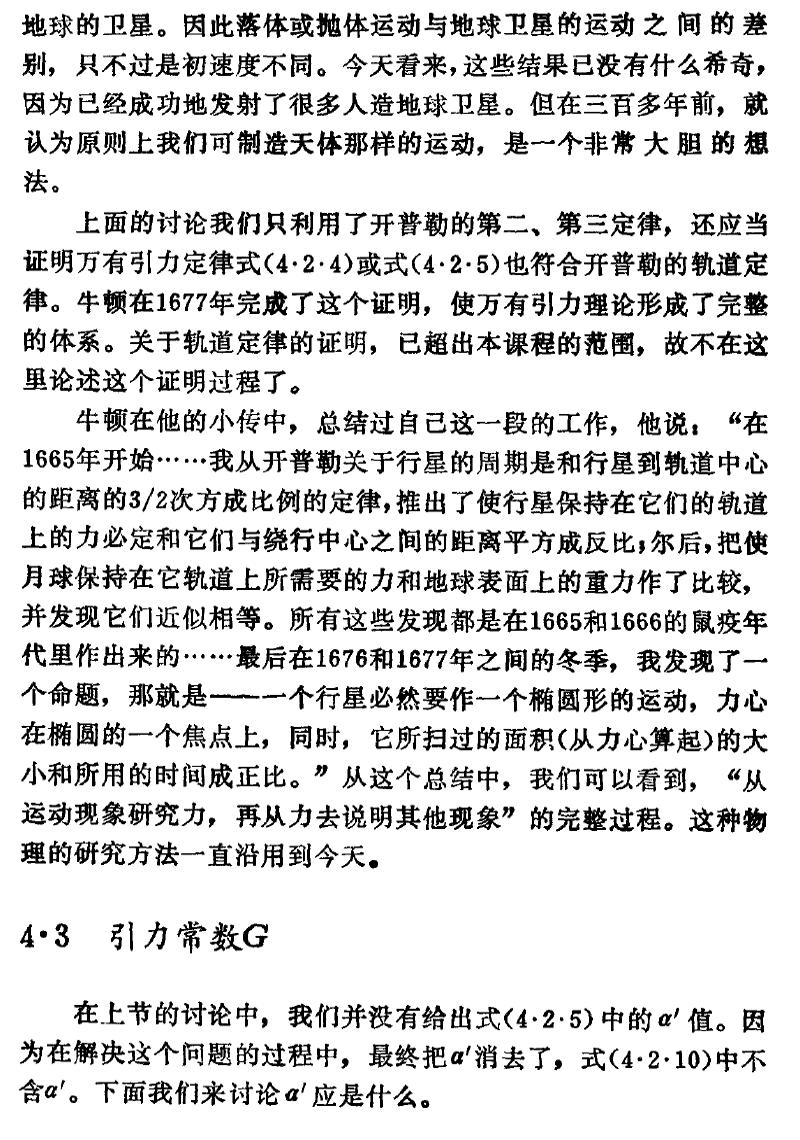 地球的卫星。因此落体或抛体运动与地球卫星的运动之间的差
别，只不过是初速度不同。今天看来，这些结果已没有什么希奇，
因为已经成功地发射了很多人造地球卫星。但在三百多年前，就
认为原则上我们可制造天体那样的运动，是一个非常大胆的想
法。
上面的讨论我们只利用了开普勒的第二、第三定律，还应当
证明万有引力定律式(4·2·4)或式(4·2·5)也符合开普勒的轨道定
律。牛顿在1677年完成了这个证明，使万有引力理论形成了完整
的体系。关于轨道定律的证明，已超出本课程的范围，故不在这
里论述这个证明过程了。
牛顿在他的小传中，总结过自己这一段的工作，他说：“在
1665年开始……我从开普勒关于行星的周期是和行星到轨道中心
的距离的3/2次方成比例的定律，推出了使行星保持在它们的轨道
上的力必定和它们与绕行中心之间的距离平方成反比；尔后，把使
月球保持在它轨道上所需要的力和地球表面上的重力作了比较，
并发现它们近似相等。所有这些发现都是在1665和1666的鼠疫年
代里作出来的……最后在1676和1677年之间的冬季，我发现了一
个命题，那就是——一个行星必然要作一个椭圆形的运动，力心
在椭圆的一个焦点上，同时，它所扫过的面积(从力心算起)的大
小和所用的时间成正比。”从这个总结中，我们可以看到，“从
运动现象研究力，再从力去说明其他现象”的完整过程。这种物
理的研究方法一直沿用到今天。
4·3 引力常数G
在上节的讨论中，我们并没有给出式(4·2·5)中的α′值。因
为在解决这个问题的过程中，最终把α′消去了，式(4·2·10)中不
含α′。下面我们来讨论α′应是什么。